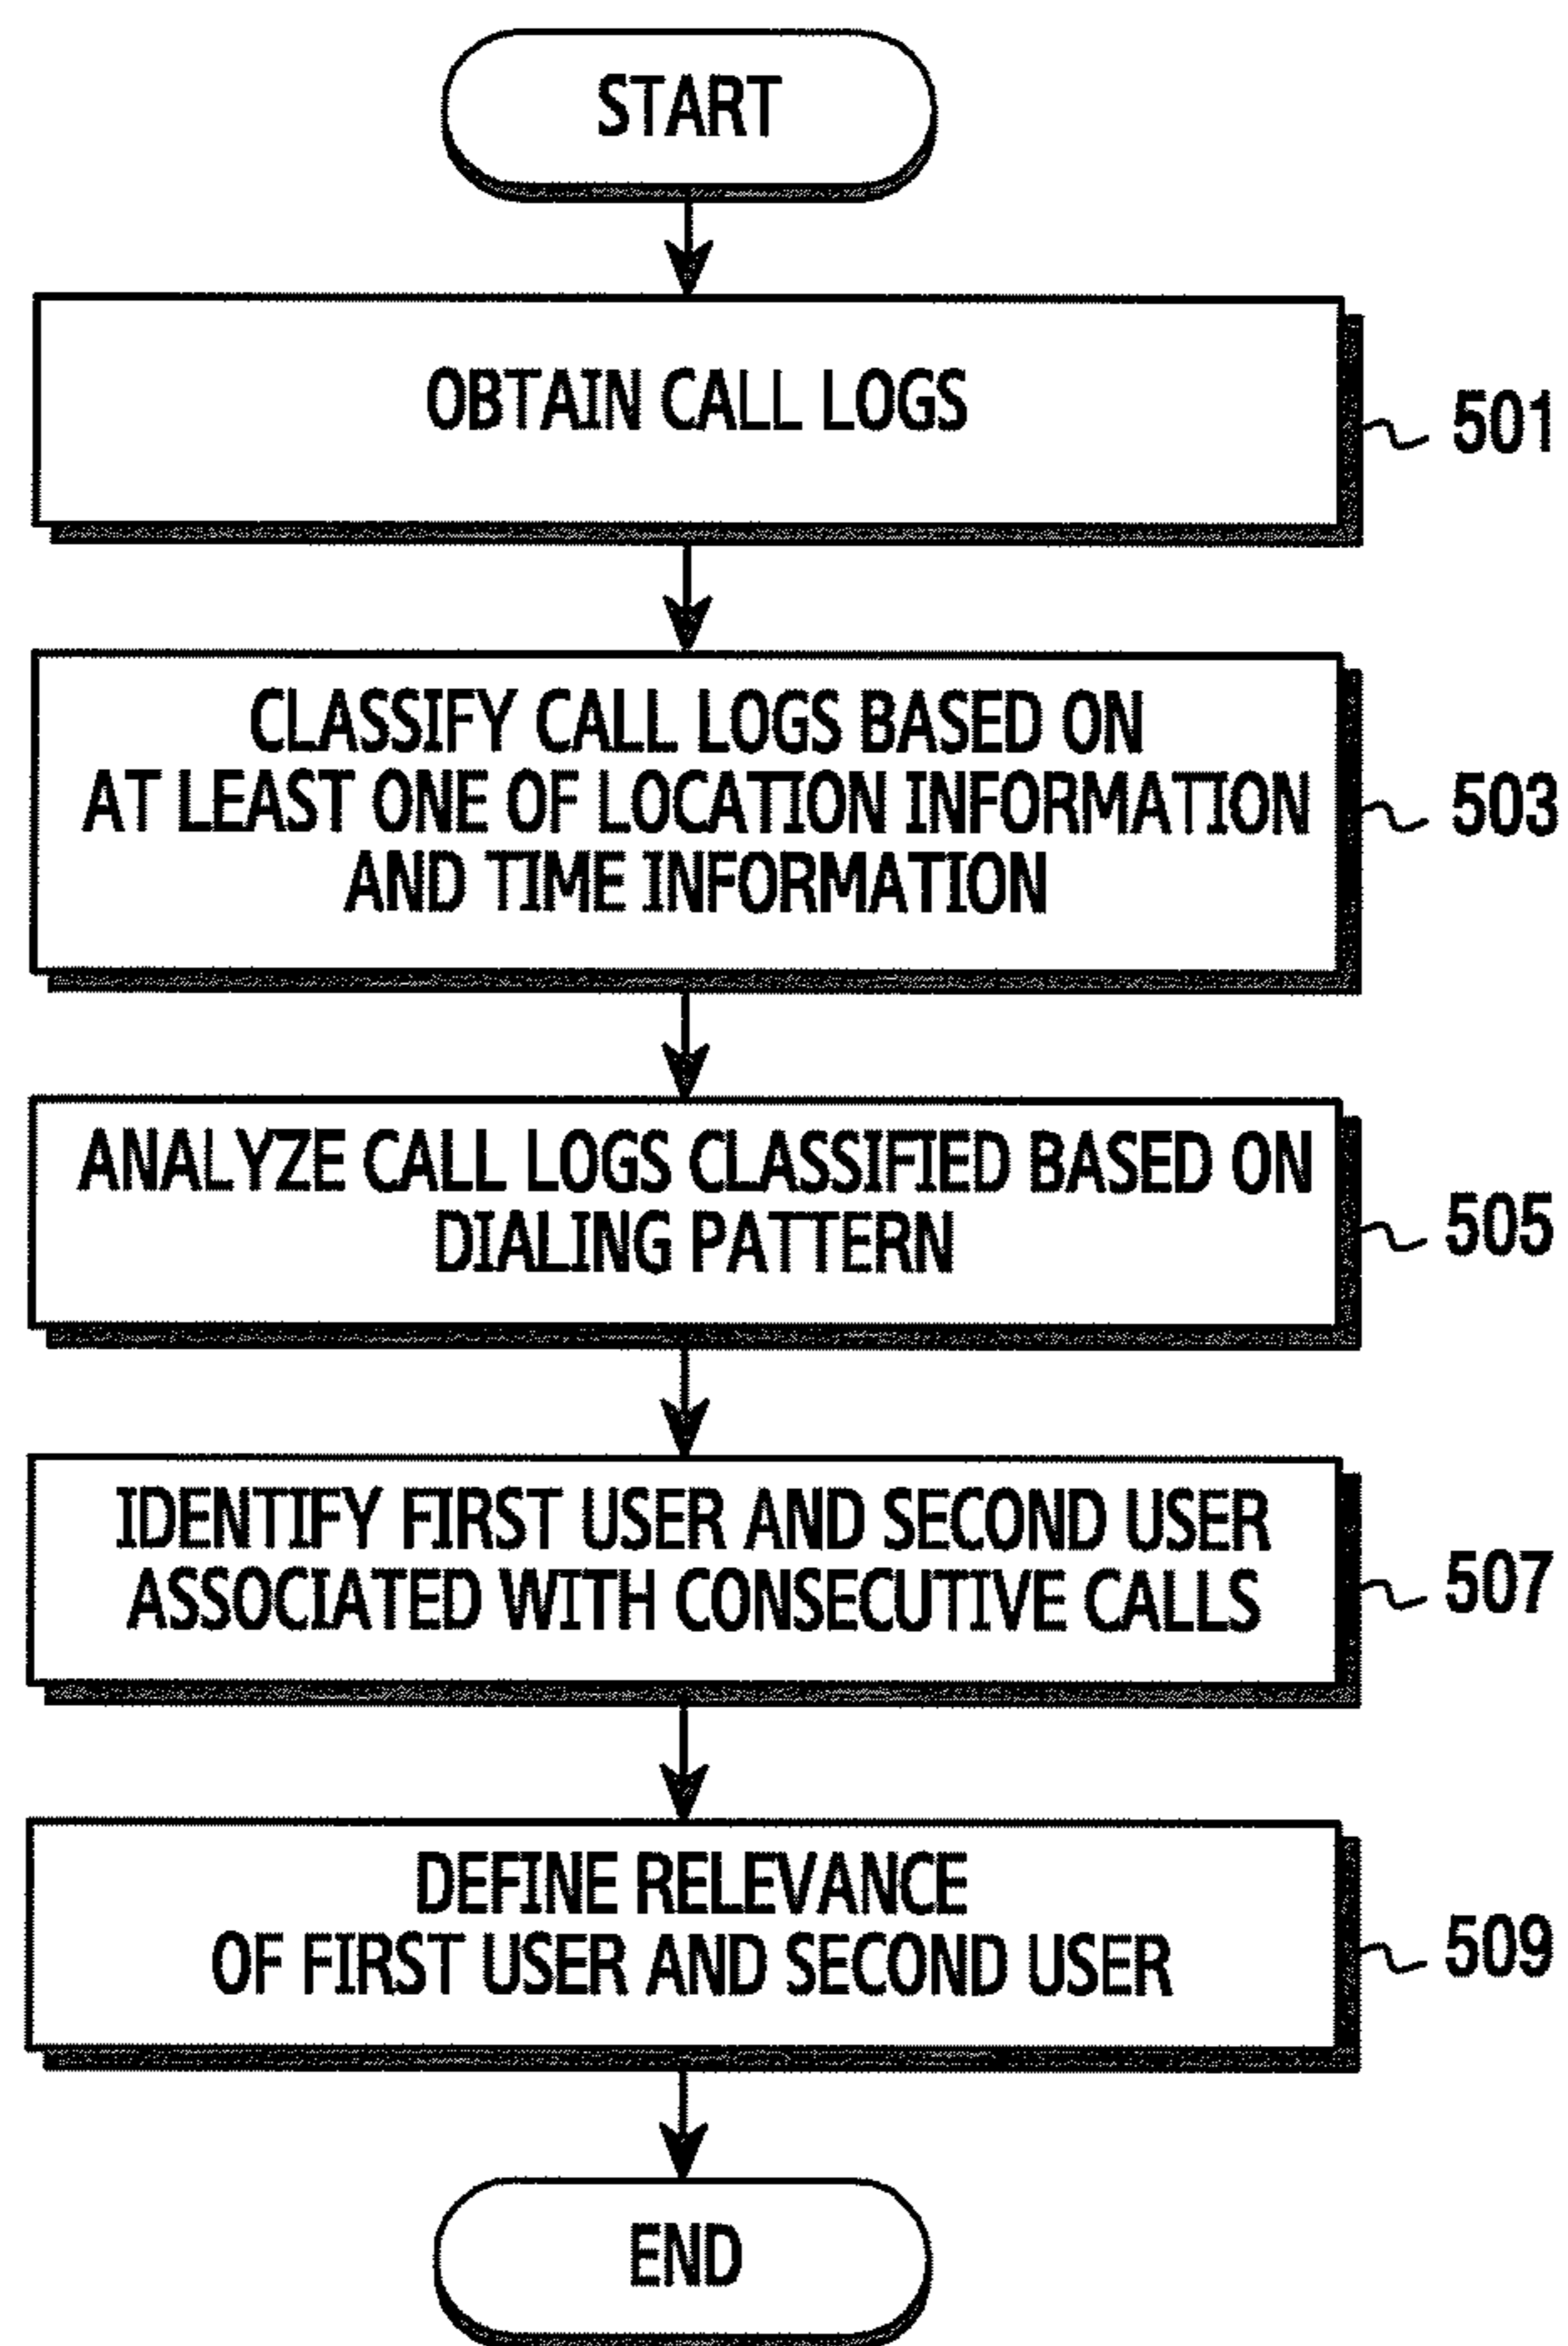 START
OBTAIN CALL LOGS
501
CLASSIFY CALL LOGS BASED ON
AT LEAST ONE OF LOCATION INFORMATION
AND TIME INFORMATION
503
ANALYZE CALL LOGS CLASSIFIED BASED ON
DIALING PATTERN
505
IDENTIFY FIRST USER AND SECOND USER
ASSOCIATED WITH CONSECUTIVE CALLS
507
DEFINE RELEVANCE
OF FIRST USER AND SECOND USER
509
END